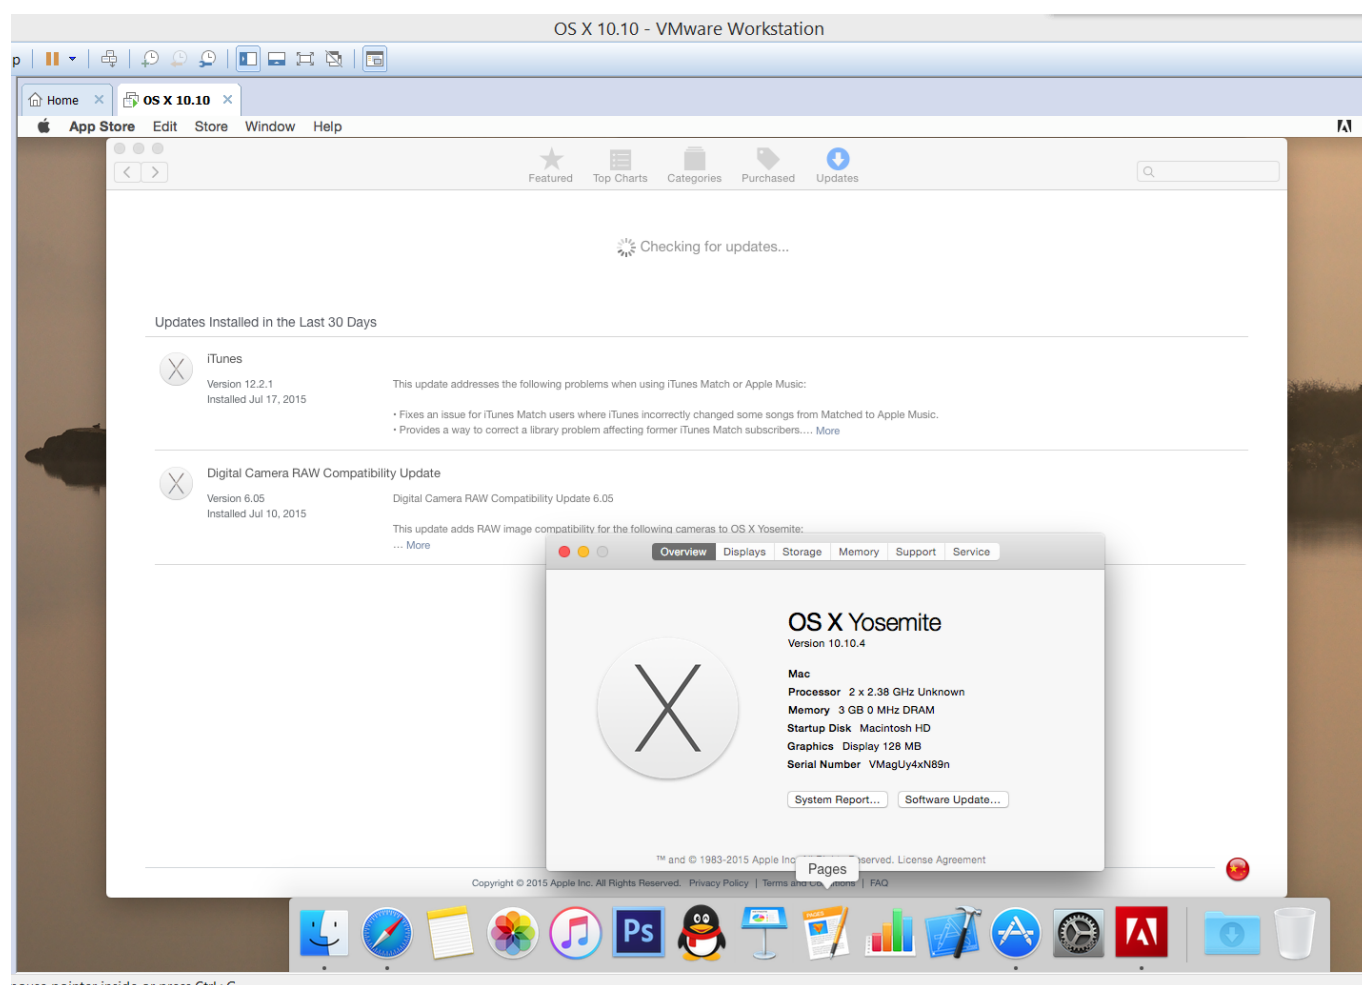 OS X 10.10 - VMware Workstation
p
Home
OS X 10.10
App Store Edit Store Window Help
Featured Top Charts Categories Purchased Updates
Checking for updates...
Updates Installed in the Last 30 Days
iTunes
Version 12.2.1
Installed Jul 17, 2015
This update addresses the following problems when using iTunes Match or Apple Music:
• Fixes an issue for iTunes Match users where iTunes incorrectly changed some songs from Matched to Apple Music.
• Provides a way to correct a library problem affecting former iTunes Match subscribers.... More
Digital Camera RAW Compatibility Update
Version 6.05
Installed Jul 10, 2015
Digital Camera RAW Compatibility Update 6.05
This update adds RAW image compatibility for the following cameras to OS X Yosemite:
... More
Overview Displays Storage Memory Support Service
OS X Yosemite
Version 10.10.4
Mac
Processor 2 x 2.38 GHz Unknown
Memory 3 GB 0 MHz DRAM
Startup Disk Macintosh HD
Graphics Display 128 MB
Serial Number VMagUy4xN89n
System Report... Software Update...
™ and © 1983-2015 Apple Inc. Reserved. License Agreement
Pages
Copyright © 2015 Apple Inc. All Rights Reserved. Privacy Policy | Terms and Conditions | FAQ
PAGES
Ps